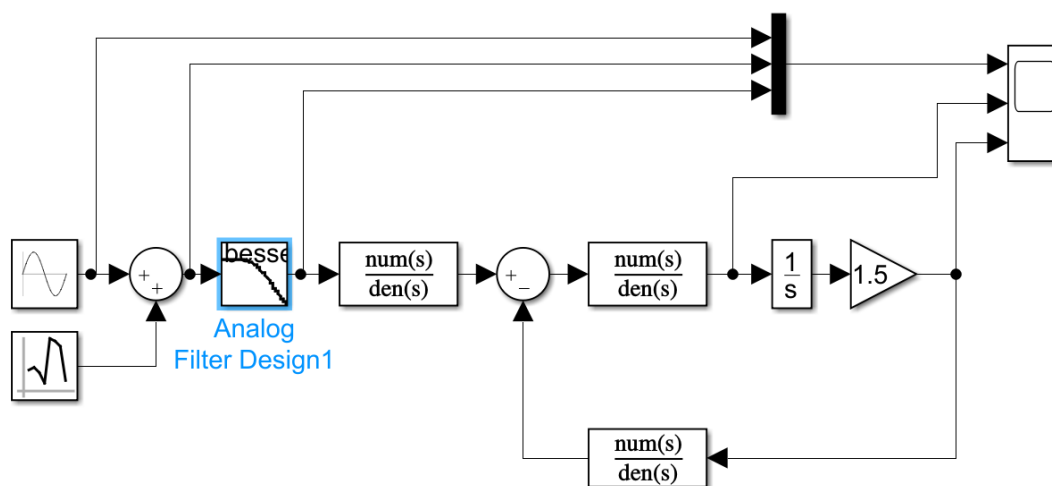 +
+
besse
Analog
Filter Design1
num(s)
den(s)
+
−
num(s)
den(s)
1
s
1.5
num(s)
den(s)